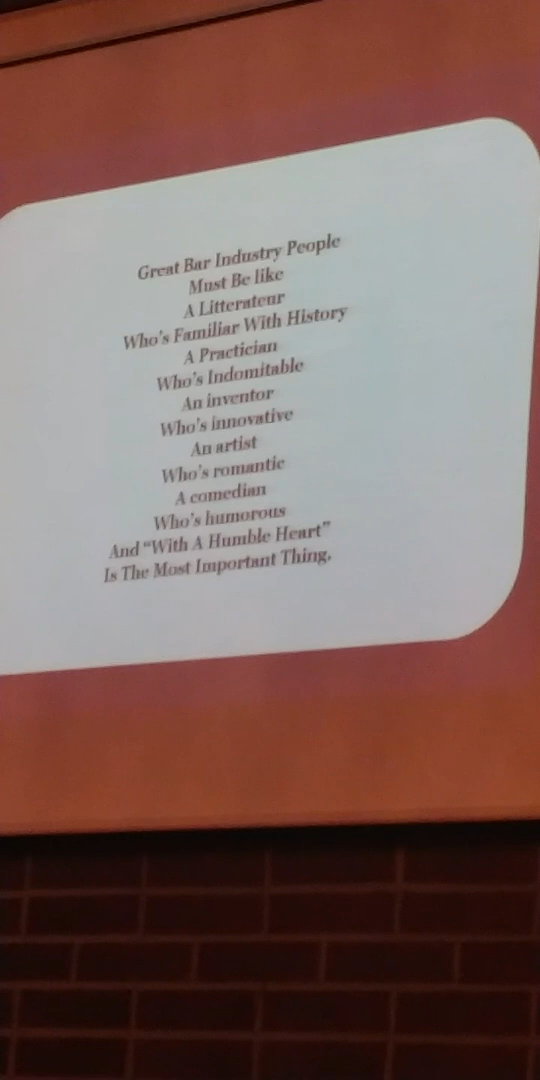 Great Bar Industry People
Must Be like
A Litterateur
Who's Familiar With History
A Practician
Who's Indomitable
An inventor
Who's innovative
An artist
Who's romantic
A comedian
Who's humorous
And “With A Humble Heart”
Is The Most Important Thing.